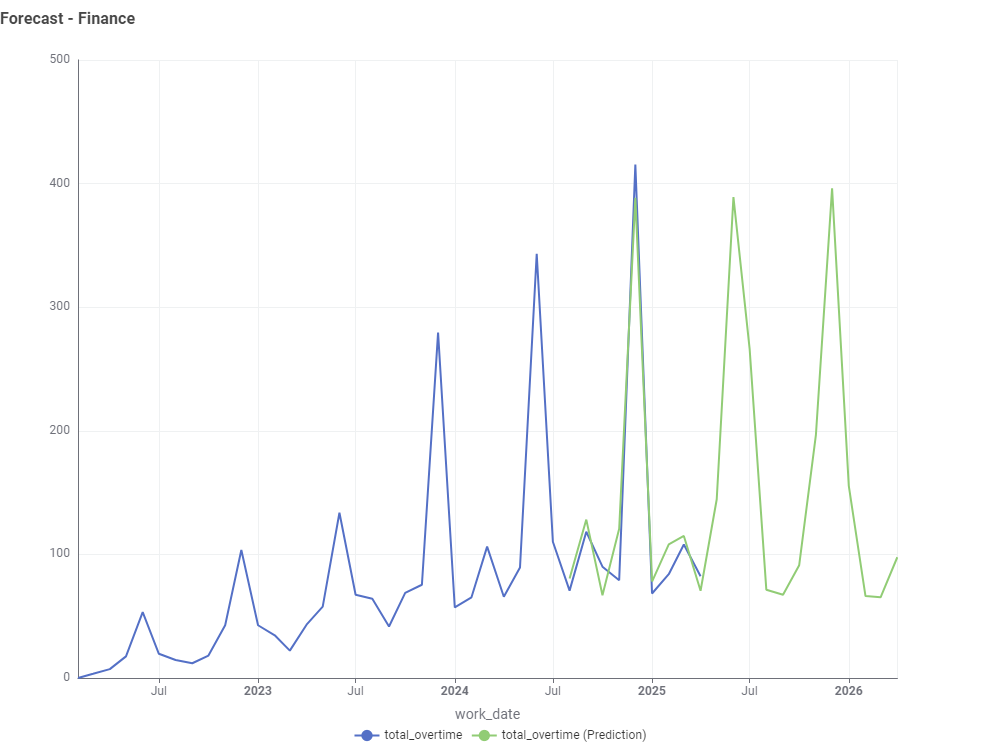 Forecast - Finance
500
400
300
200
100
0
Jul 2023 Jul 2024 Jul 2025 Jul 2026
work_date
total_overtime total_overtime (Prediction)